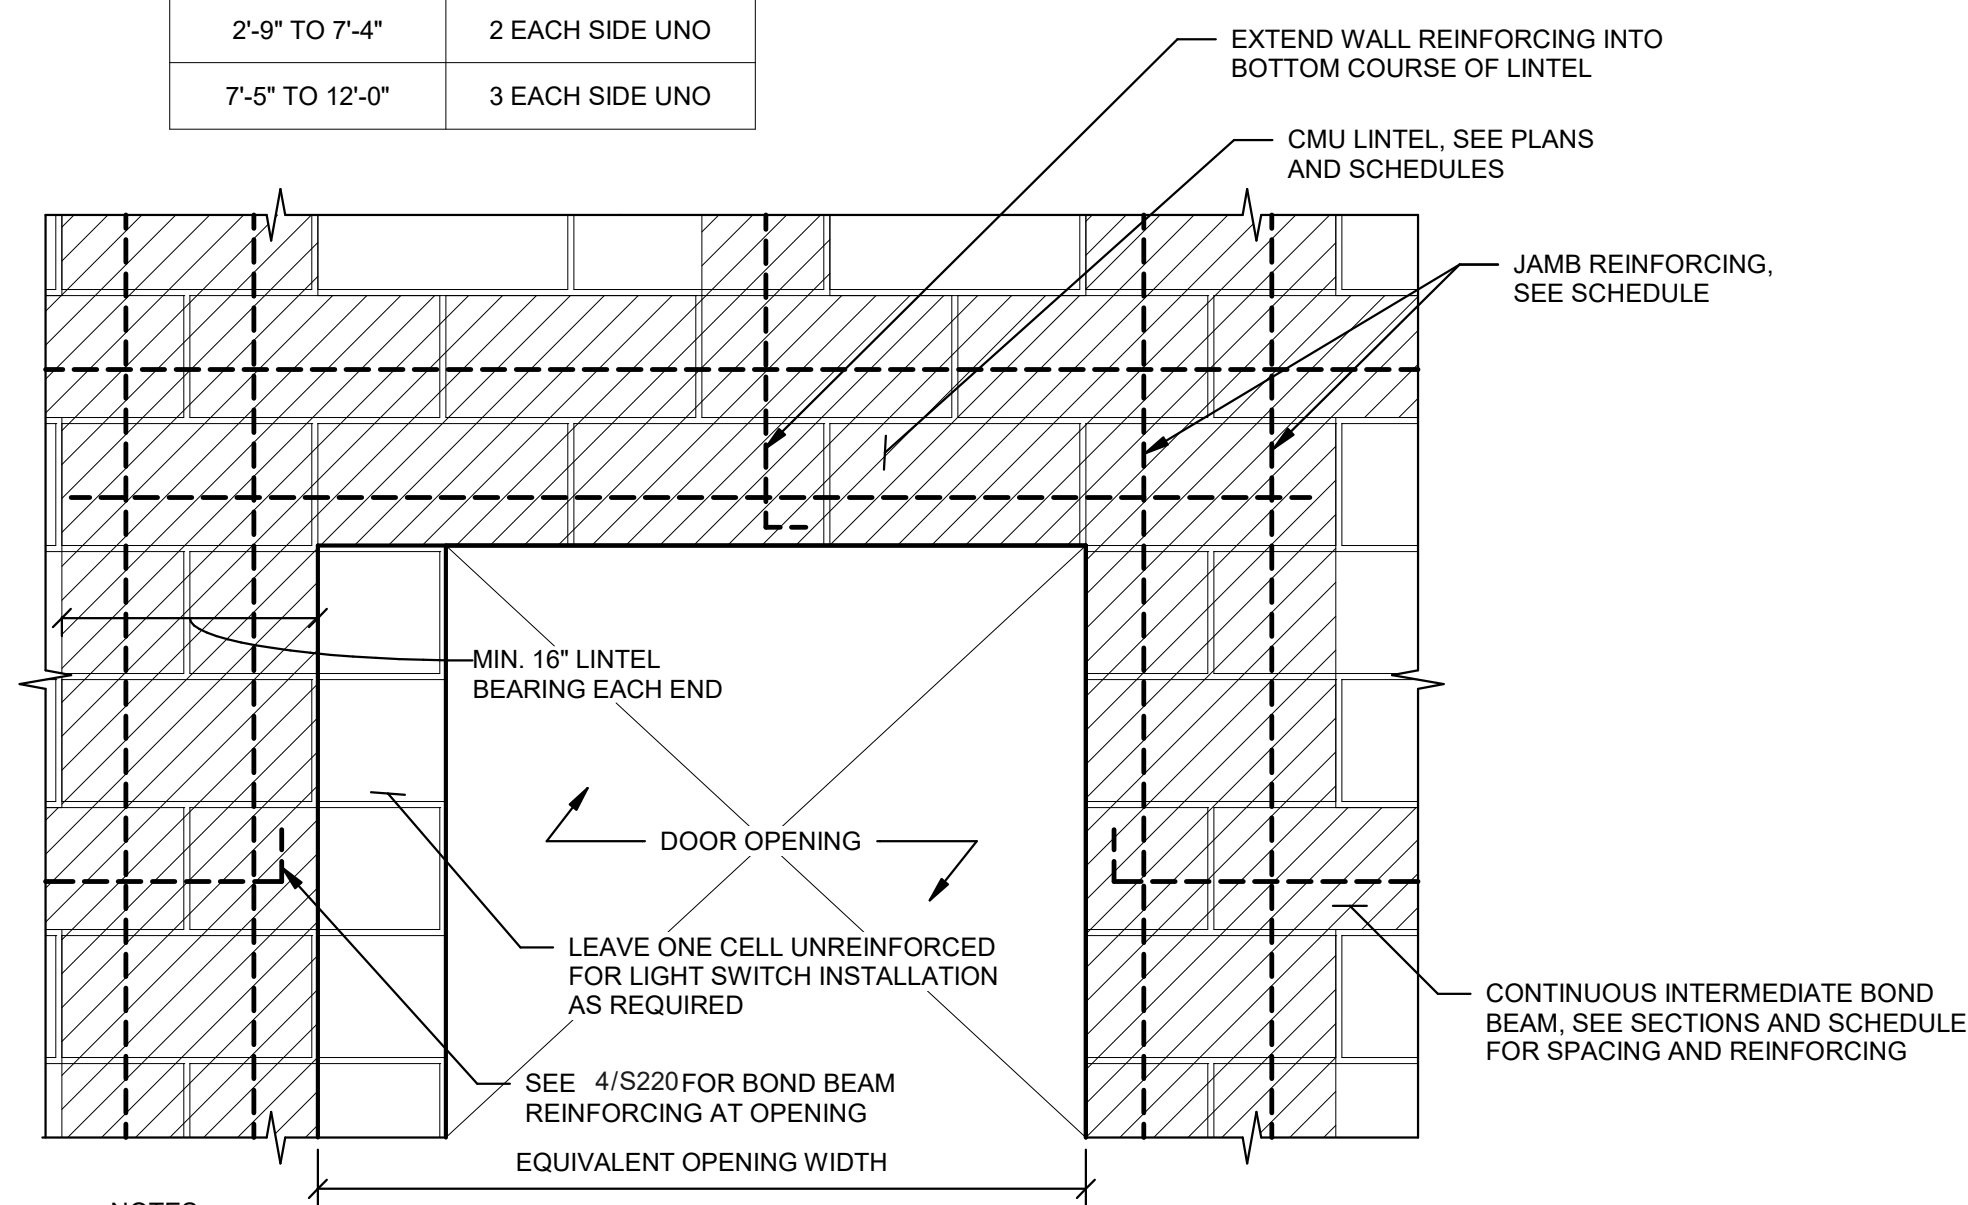 2'-9" TO 7'-4" 2 EACH SIDE UNO
7'-5" TO 12'-0" 3 EACH SIDE UNO
EXTEND WALL REINFORCING INTO
BOTTOM COURSE OF LINTEL
CMU LINTEL, SEE PLANS
AND SCHEDULES
JAMB REINFORCING,
SEE SCHEDULE
MIN. 16" LINTEL
BEARING EACH END
DOOR OPENING
LEAVE ONE CELL UNREINFORCED
FOR LIGHT SWITCH INSTALLATION
AS REQUIRED
CONTINUOUS INTERMEDIATE BOND
BEAM, SEE SECTIONS AND SCHEDULE
FOR SPACING AND REINFORCING
SEE 4/S220 FOR BOND BEAM
REINFORCING AT OPENING
EQUIVALENT OPENING WIDTH
NOTES